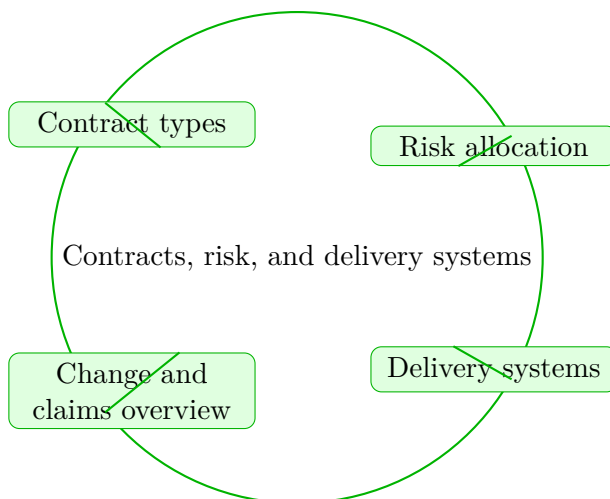 Contract types
Risk allocation
Contracts, risk, and delivery systems
Change and
claims overview
Delivery systems